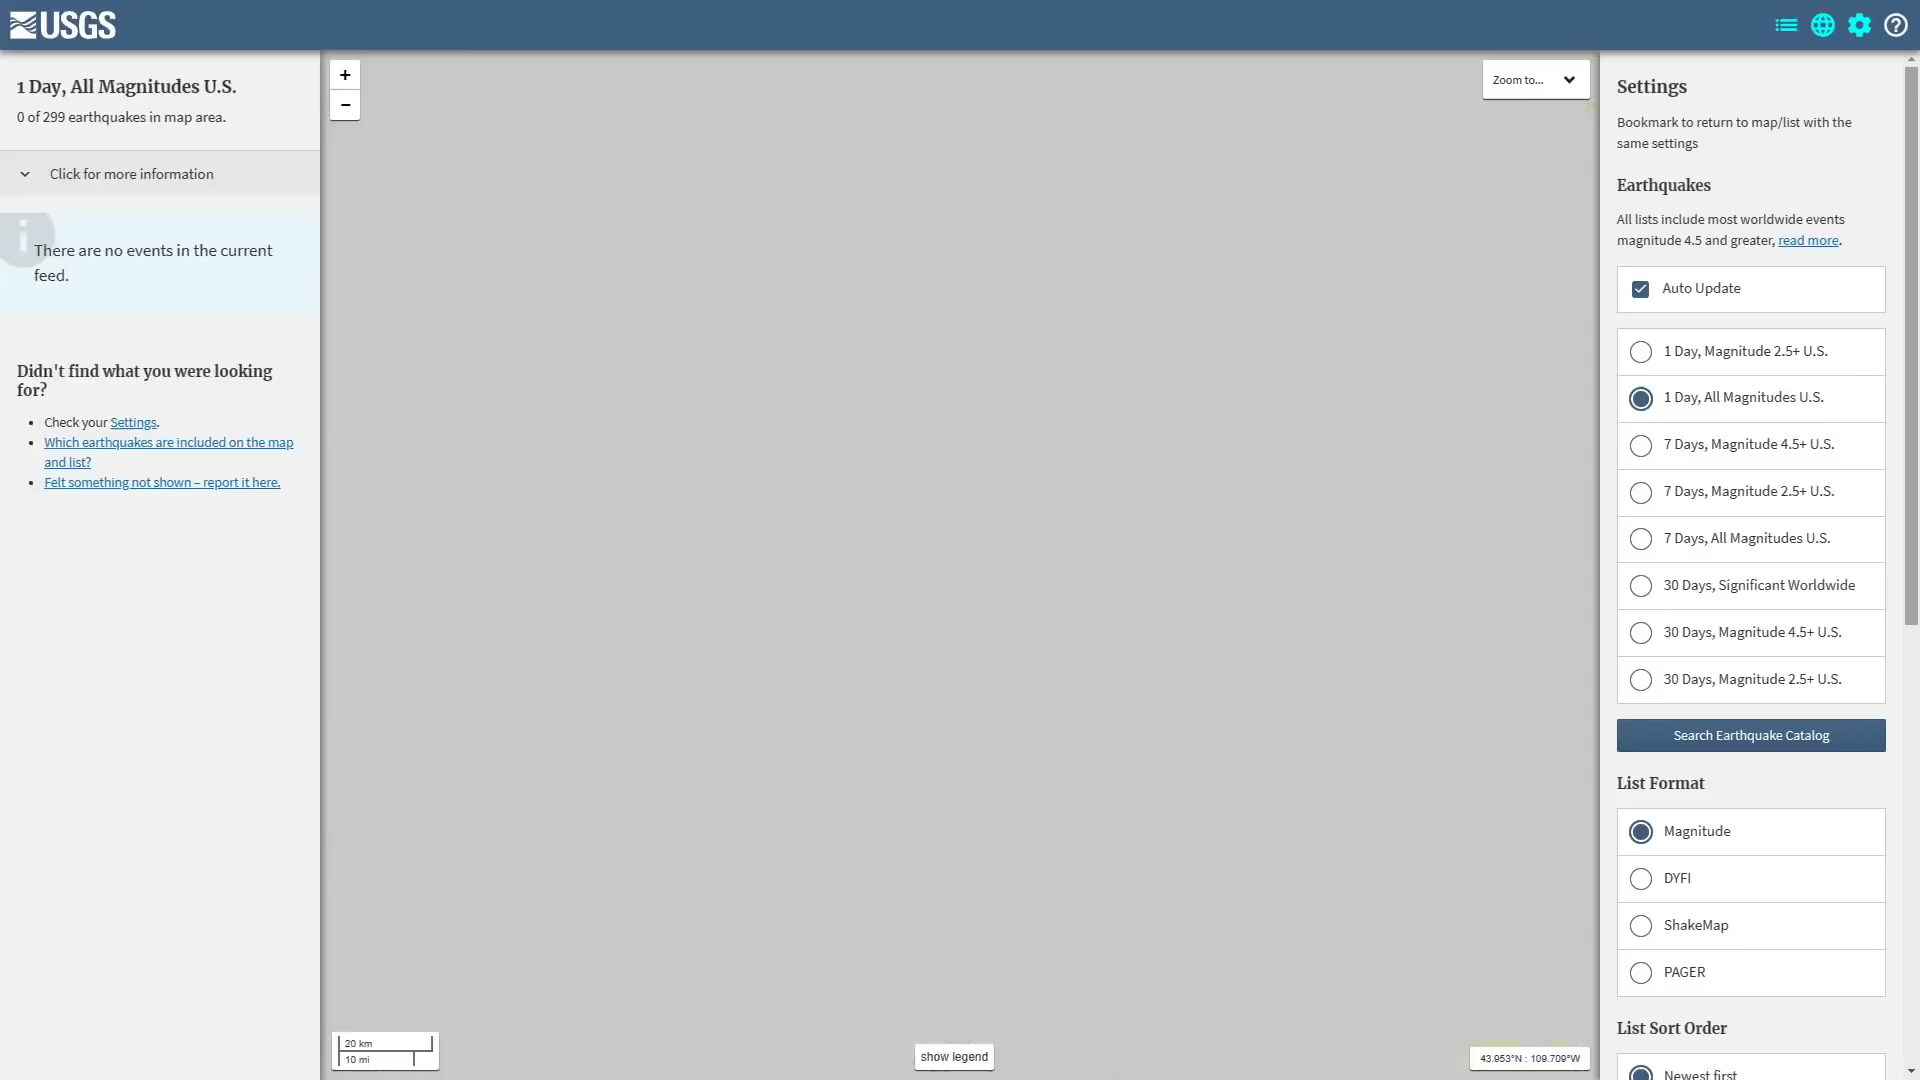 USGS
1 Day, All Magnitudes U.S.
0 of 299 earthquakes in map area.
Click for more information
There are no events in the current
feed.
Didn't find what you were looking
for?
Check your Settings.
Which earthquakes are included on the map
and list?
Felt something not shown – report it here.
+
−
Zoom to...
20 km
10 mi
show legend
43.953°N : 109.709°W
Settings
Bookmark to return to map/list with the
same settings
Earthquakes
All lists include most worldwide events
magnitude 4.5 and greater, read more.
Auto Update
1 Day, Magnitude 2.5+ U.S.
1 Day, All Magnitudes U.S.
7 Days, Magnitude 4.5+ U.S.
7 Days, Magnitude 2.5+ U.S.
7 Days, All Magnitudes U.S.
30 Days, Significant Worldwide
30 Days, Magnitude 4.5+ U.S.
30 Days, Magnitude 2.5+ U.S.
Search Earthquake Catalog
List Format
Magnitude
DYFI
ShakeMap
PAGER
List Sort Order
Newest first